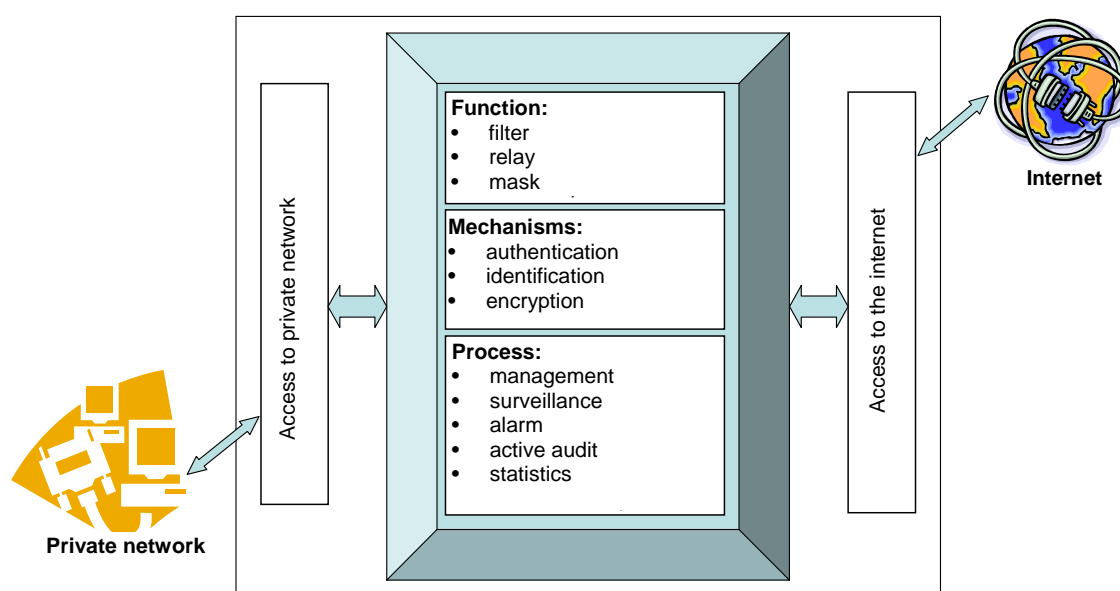 Access to private network
Function:
• filter
• relay
• mask
Mechanisms:
• authentication
• identification
• encryption
Process:
• management
• surveillance
• alarm
• active audit
• statistics
Access to the internet
Internet
Private network